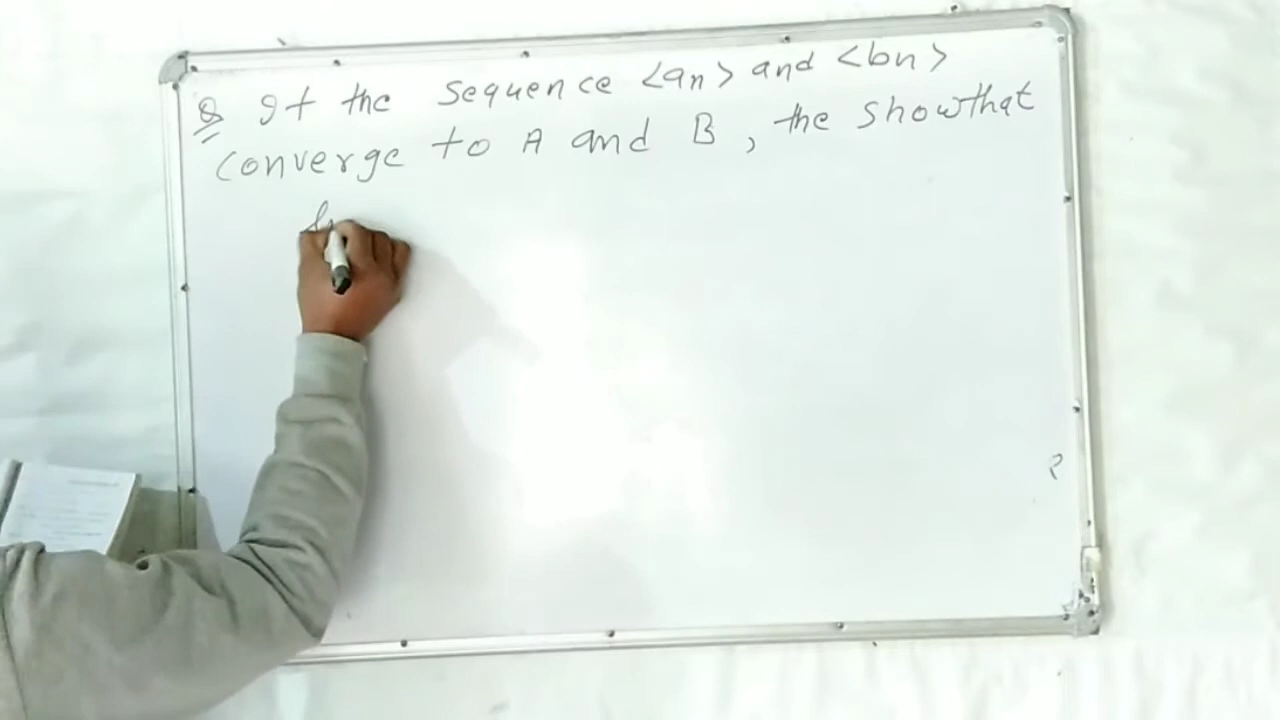 Q If the sequence <an> and <bn>
converge to A and B, the show that